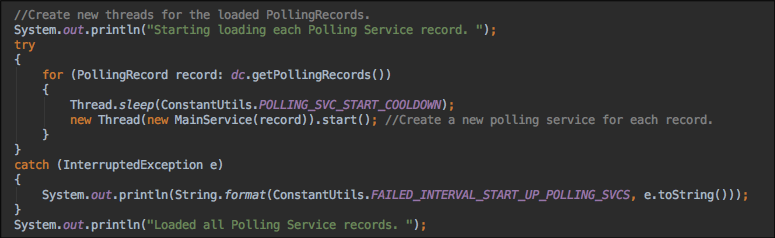 //Create new threads for the loaded PollingRecords.
System.out.println("Starting loading each Polling Service record. ");
try
{
for (PollingRecord record: dc.getPollingRecords())
{
Thread.sleep(ConstantUtils.POLLING_SVC_START_COOLDOWN);
new Thread(new MainService(record)).start(); //Create a new polling service for each record.
}
}
catch (InterruptedException e)
{
System.out.println(String.format(ConstantUtils.FAILED_INTERVAL_START_UP_POLLING_SVCS, e.toString()));
}
System.out.println("Loaded all Polling Service records. ");